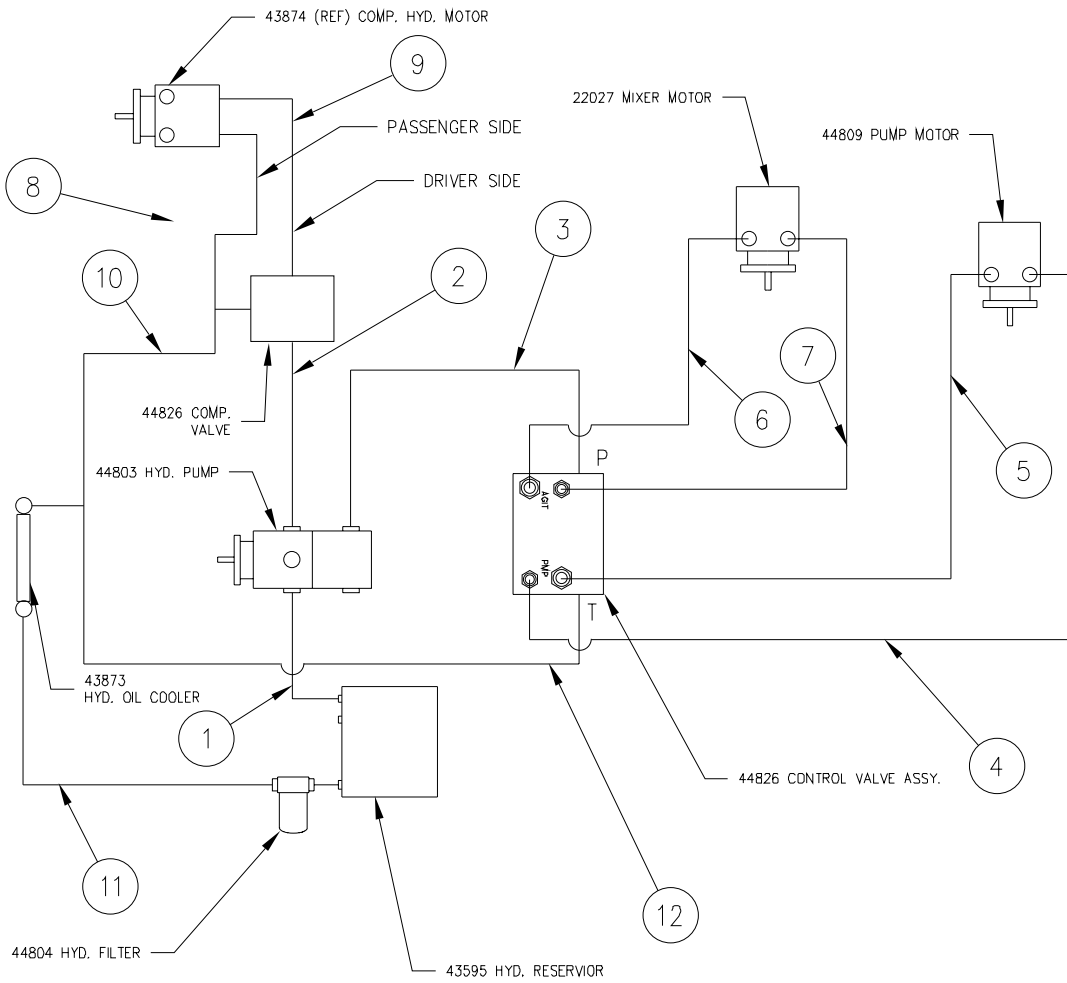 43874 (REF) COMP. HYD. MOTOR
9
22027 MIXER MOTOR
PASSENGER SIDE
44809 PUMP MOTOR
8
DRIVER SIDE
3
10
2
7
44826 COMP.
VALVE
6
P
44803 HYD. PUMP
5
AGIT
PMP
T
43873
HYD. OIL COOLER
1
4
44826 CONTROL VALVE ASSY.
11
12
44804 HYD. FILTER
43595 HYD. RESERVIOR